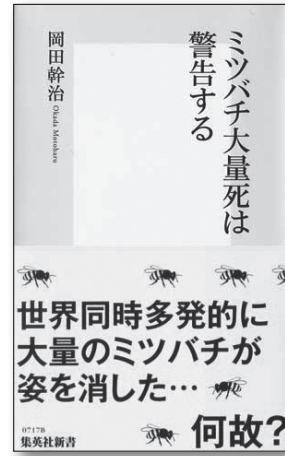 ミツバチ大量死は
警告する
岡田幹治
Okada Motoharu
世界同時多発的に
大量のミツバチが
姿を消した…
何故?
0717B
集英社新書